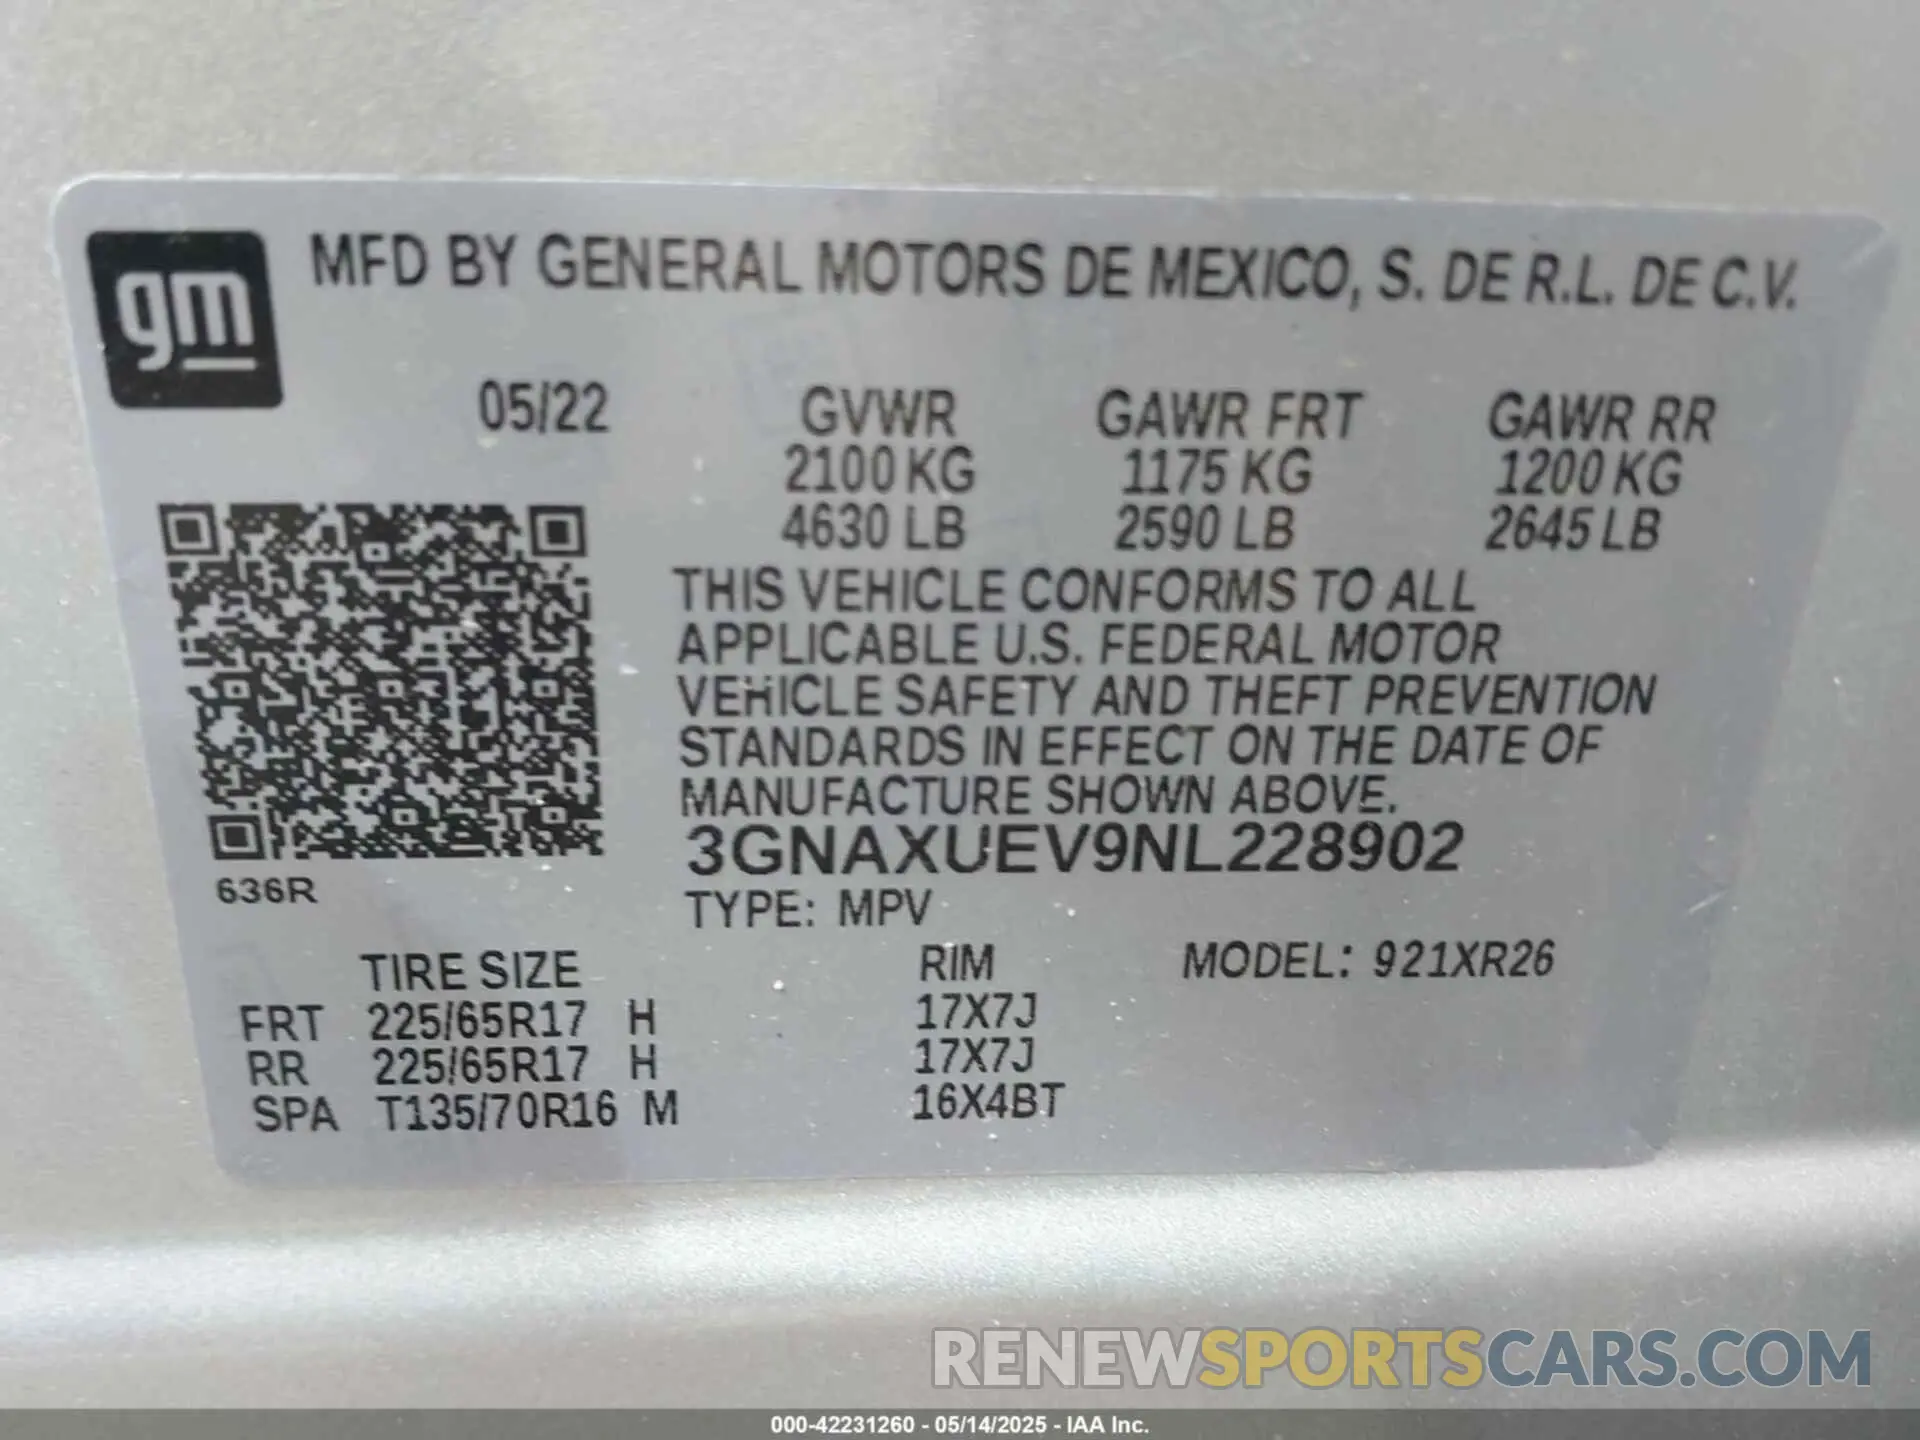 gm
MFD BY GENERAL MOTORS DE MEXICO, S. DE R.L. DE C.V.
05/22 GVWR GAWR FRT GAWR RR
2100 KG 1175 KG 1200 KG
4630 LB 2590 LB 2645 LB
THIS VEHICLE CONFORMS TO ALL
APPLICABLE U.S. FEDERAL MOTOR
VEHICLE SAFETY AND THEFT PREVENTION
STANDARDS IN EFFECT ON THE DATE OF
MANUFACTURE SHOWN ABOVE.
3GNAXUEV9NL228902
636R
TYPE: MPV
TIRE SIZE RIM MODEL: 921XR26
FRT 225/65R17 H 17X7J
RR 225/65R17 H 17X7J
SPA T135/70R16 M 16X4BT
RENEWSPORTSCARS.COM
000-42231260 - 05/14/2025 - IAA Inc.